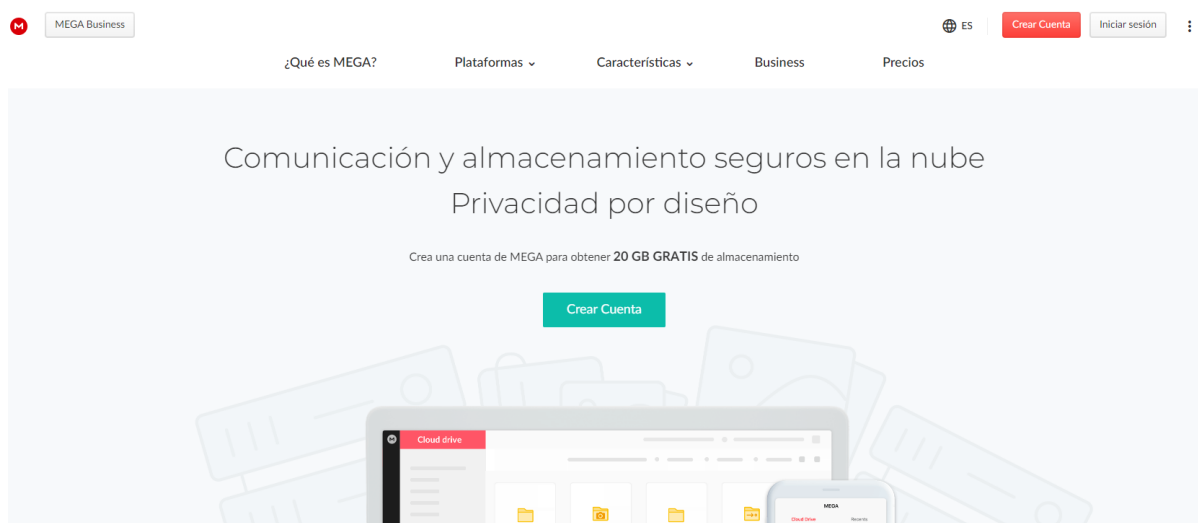 M
MEGA Business
ES
Crear Cuenta
Iniciar sesión
¿Qué es MEGA?
Plataformas
Características
Business
Precios
Comunicación y almacenamiento seguros en la nube
Privacidad por diseño
Crea una cuenta de MEGA para obtener 20 GB GRATIS de almacenamiento
Crear Cuenta
M
Cloud drive
MEGA
Cloud Drive
Recents